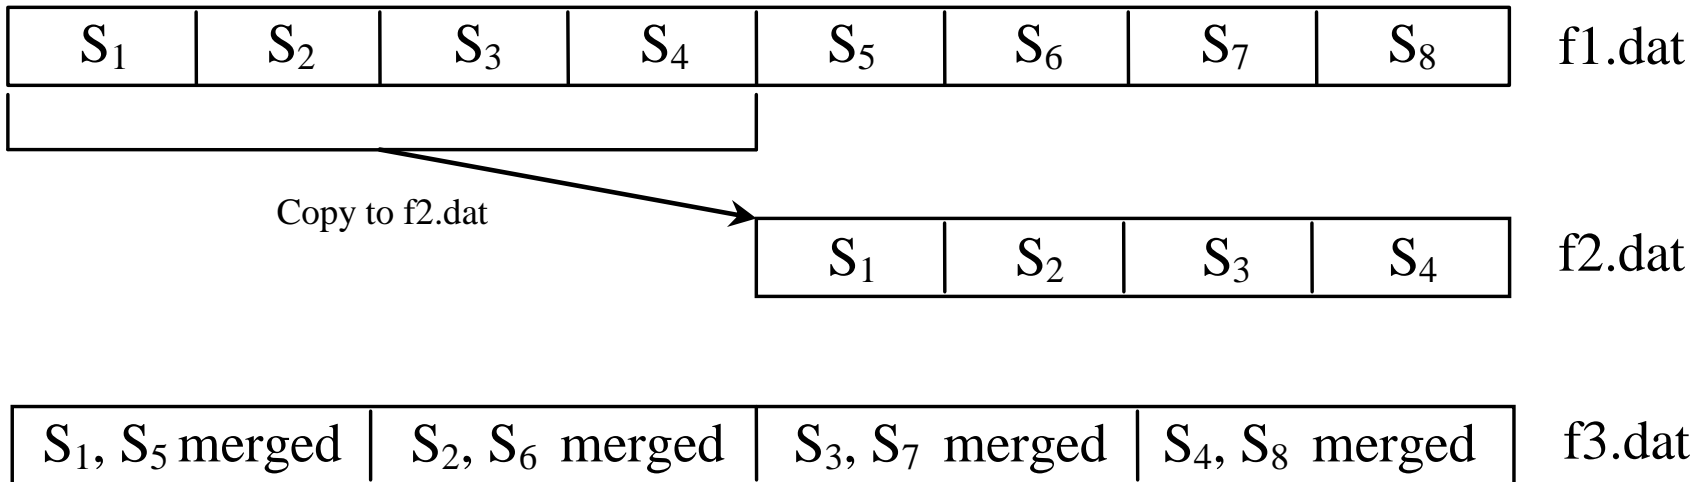 S₁ S₂ S₃ S₄ S₅ S₆ S₇ S₈ f1.dat
Copy to f2.dat
S₁ S₂ S₃ S₄ f2.dat
S₁, S₅ merged S₂, S₆ merged S₃, S₇ merged S₄, S₈ merged f3.dat